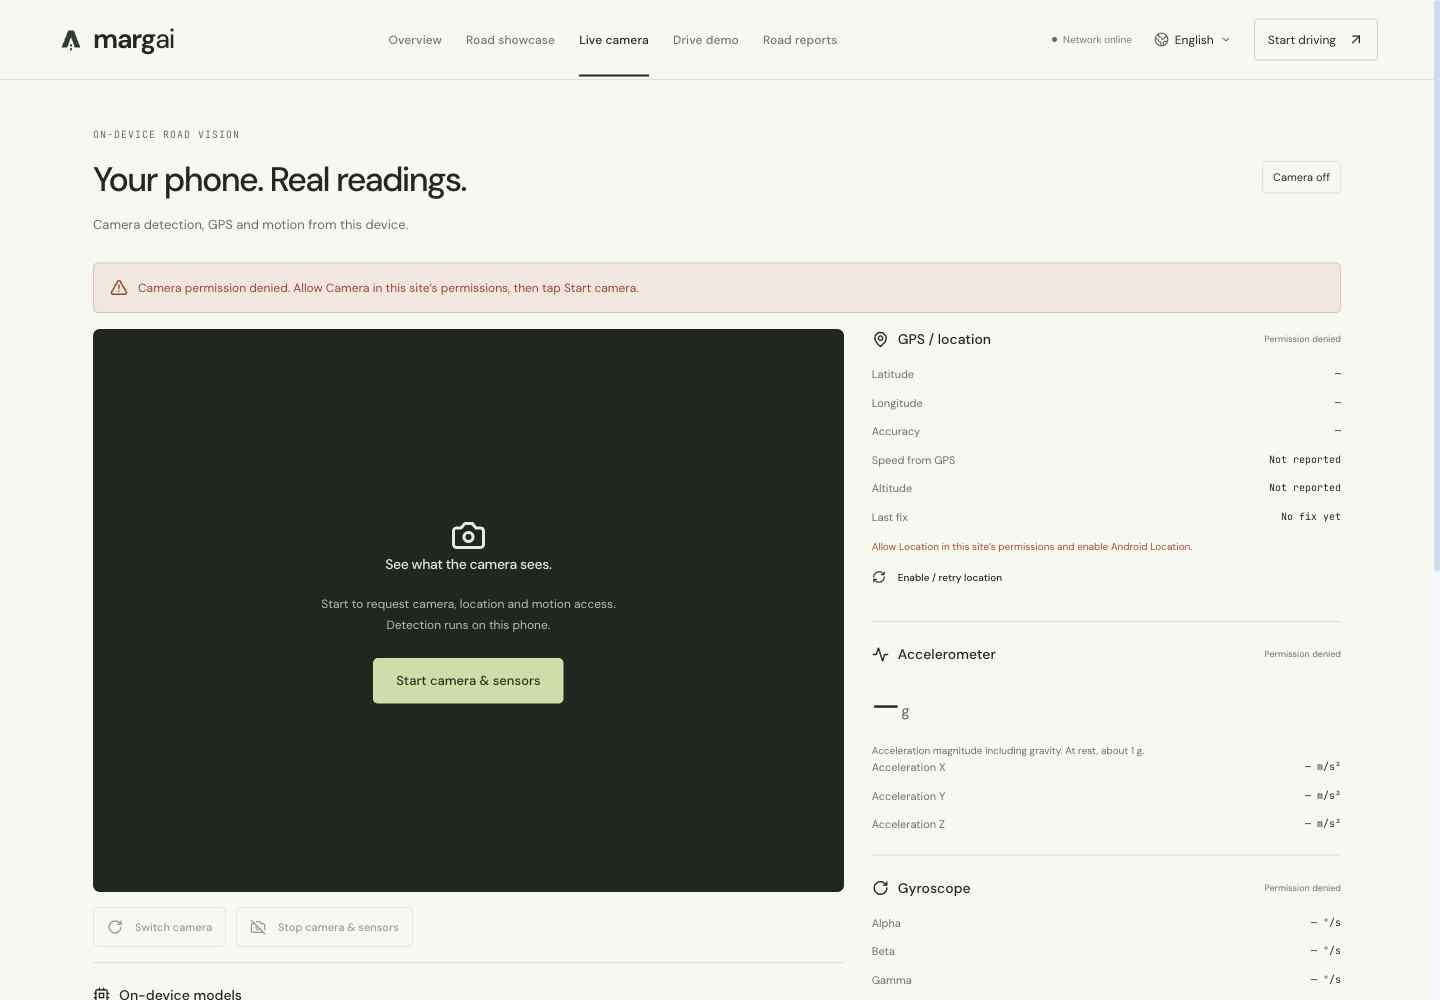 margai
Overview
Road showcase
Live camera
Drive demo
Road reports
Network online
English
Start driving
ON-DEVICE ROAD VISION
Your phone. Real readings.
Camera off
Camera detection, GPS and motion from this device.
Camera permission denied. Allow Camera in this site's permissions, then tap Start camera.
See what the camera sees.
Start to request camera, location and motion access.
Detection runs on this phone.
Start camera & sensors
Switch camera
Stop camera & sensors
On-device models
GPS / location
Permission denied
Latitude —
Longitude —
Accuracy —
Speed from GPS Not reported
Altitude Not reported
Last fix No fix yet
Allow Location in this site's permissions and enable Android Location.
Enable / retry location
Accelerometer
Permission denied
— g
Acceleration magnitude including gravity. At rest, about 1 g.
Acceleration X — m/s²
Acceleration Y — m/s²
Acceleration Z — m/s²
Gyroscope
Permission denied
Alpha — °/s
Beta — °/s
Gamma — °/s